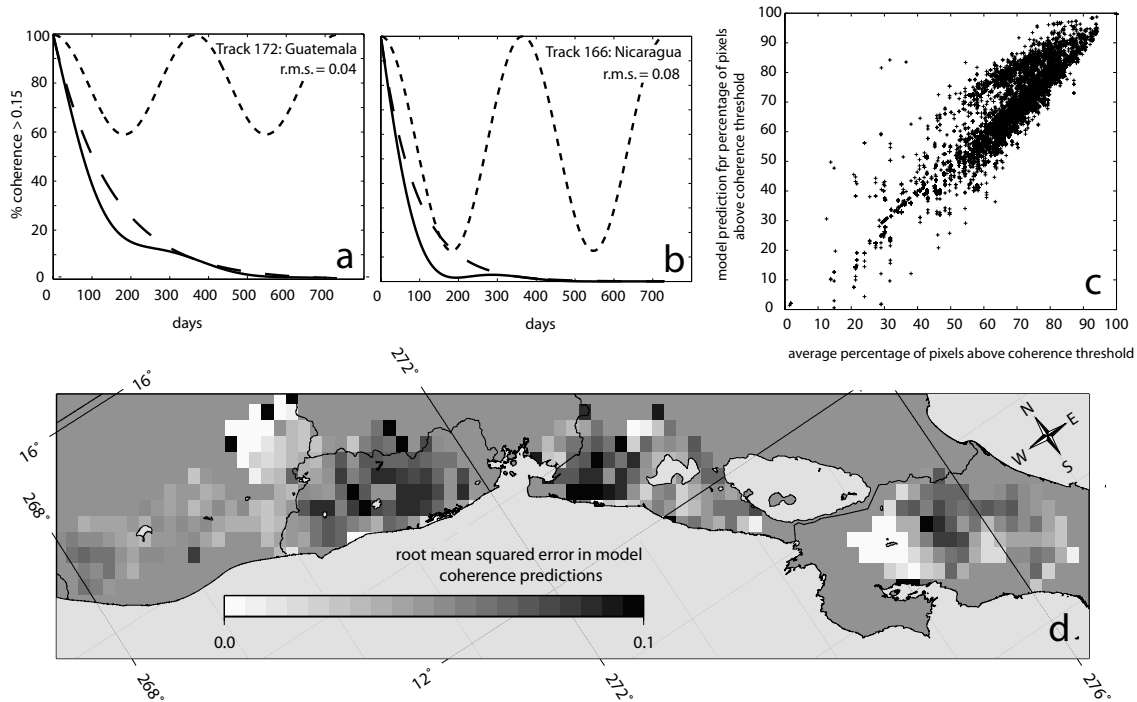 Track 172: Guatemala
r.m.s. = 0.04
% coherence > 0.15
100
80
60
40
20
0
0 100 200 300 400 500 600 700
days
a
Track 166: Nicaragua
r.m.s. = 0.08
0 100 200 300 400 500 600 700
days
b
model prediction fpr percentage of pixels
above coherence threshold
100
90
80
70
60
50
40
30
20
10
0
0 10 20 30 40 50 60 70 80 90 100
average percentage of pixels above coherence threshold
c
16˚
272˚
16˚
268˚
N
E
W
S
root mean squared error in model
coherence predictions
0.0 0.1
d
268˚
12˚
272˚
276˚